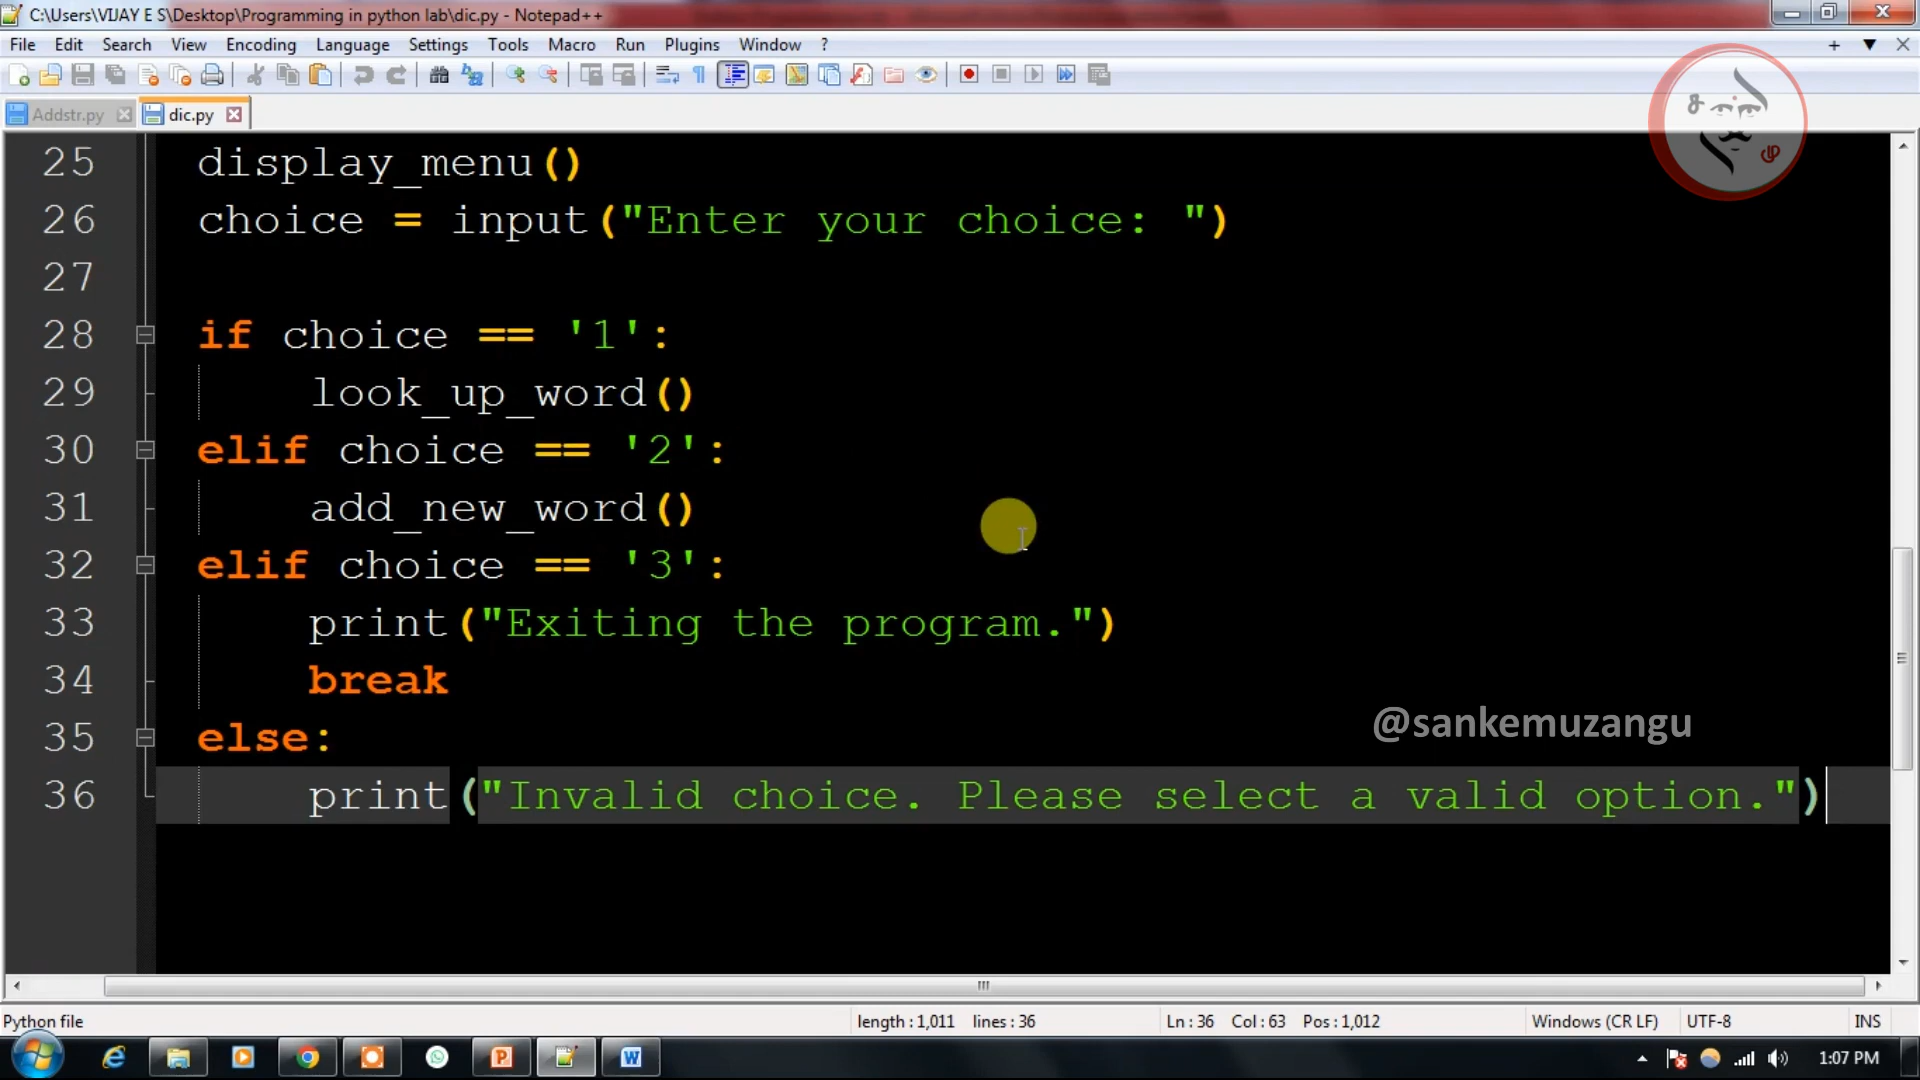 C:\Users\VIJAY E S\Desktop\Programming in python lab\dic.py - Notepad++
File Edit Search View Encoding Language Settings Tools Macro Run Plugins Window ?
Addstr.py dic.py
25 display_menu()
26 choice = input("Enter your choice: ")
27
28 if choice == '1':
29 look_up_word()
30 elif choice == '2':
31 add_new_word()
32 elif choice == '3':
33 print("Exiting the program.")
34 break
35 else:
@sankemuzangu
36 print("Invalid choice. Please select a valid option.")
Python file length : 1,011 lines : 36 Ln : 36 Col : 63 Pos : 1,012 Windows (CR LF) UTF-8 INS
1:07 PM